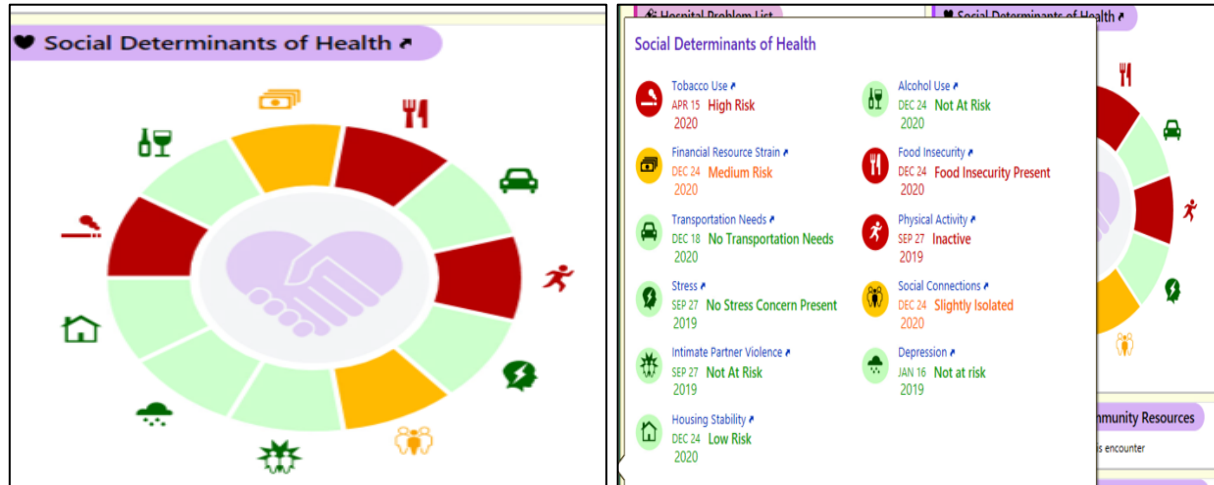 Social Determinants of Health
Hospital Problem List
Social Determinants of Health
Social Determinants of Health
Tobacco Use
APR 15 High Risk
2020
Alcohol Use
DEC 24 Not At Risk
2020
Financial Resource Strain
DEC 24 Medium Risk
2020
Food Insecurity
DEC 24 Food Insecurity Present
2020
Transportation Needs
DEC 18 No Transportation Needs
2020
Physical Activity
SEP 27 Inactive
2019
Stress
SEP 27 No Stress Concern Present
2019
Social Connections
DEC 24 Slightly Isolated
2020
Intimate Partner Violence
SEP 27 Not At Risk
2019
Depression
JAN 16 Not at risk
2019
Housing Stability
DEC 24 Low Risk
2020
Resources
encounter